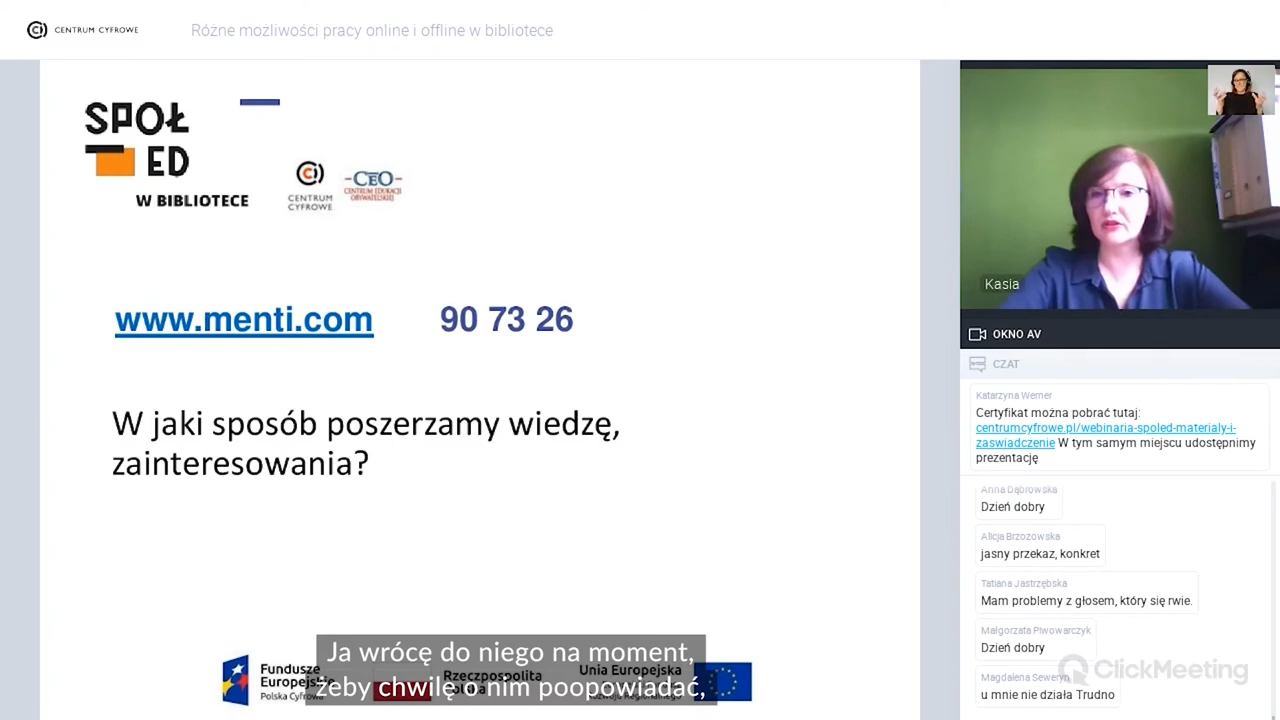 CENTRUM CYFROWE
Różne możliwości pracy online i offline w bibliotece
SPOŁ
ED
W BIBLIOTECE
CENTRUM
CYFROWE
CEO
CENTRUM EDUKACJI
OBYWATELSKIEJ
www.menti.com 90 73 26
W jaki sposób poszerzamy wiedzę,
zainteresowania?
Fundusze
Europejskie
Polska Cyfrowa
Rzeczpospolita
Polska
Unia Europejska
Ja wrócę do niego na moment,
żeby chwilę o nim poopowiadać,
Kasia
OKNO AV
CZAT
Katarzyna Werner
Certyfikat można pobrać tutaj:
centrumcyfrowe.pl/webinaria-spoled-materialy-i-
zaswiadczenie W tym samym miejscu udostępnimy
prezentację
Anna Dąbrowska
Dzień dobry
Alicja Brzozowska
jasny przekaz, konkret
Tatiana Jastrzębska
Mam problemy z głosem, który się rwie.
Małgorzata Piwowarczyk
Dzień dobry
Magdalena Seweryn
u mnie nie działa Trudno
ClickMeeting